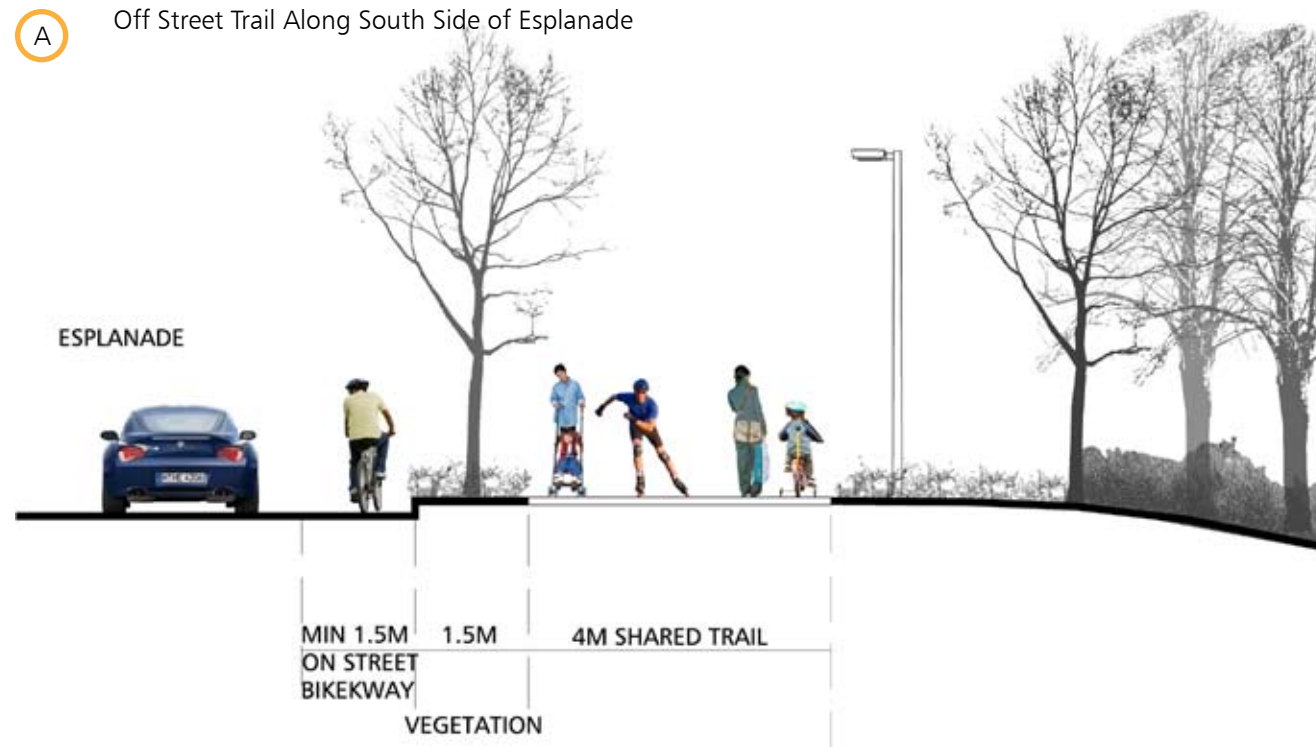 A
Off Street Trail Along South Side of Esplanade
ESPLANADE
MIN 1.5M 1.5M 4M SHARED TRAIL
ON STREET
BIKEKWAY
VEGETATION